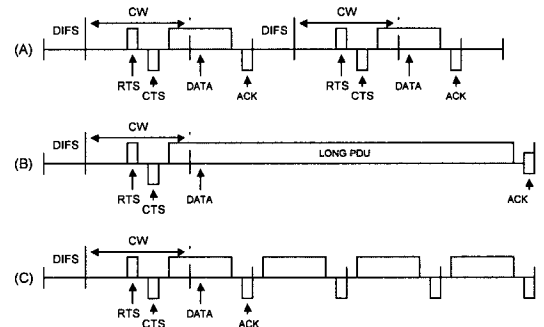 CW CW
DIFS DIFS
(A)
RTS CTS DATA ACK RTS CTS DATA ACK
CW
DIFS
(B) LONG PDU
RTS CTS DATA ACK
CW
DIFS
(C)
RTS CTS DATA ACK